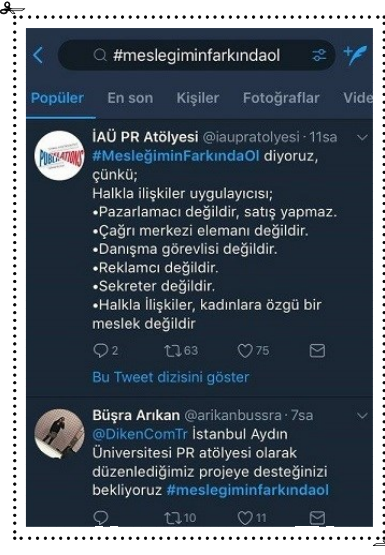 #meslegiminfarkındaol
Popüler En son Kişiler Fotoğraflar Vide
İAÜ PR Atölyesi @iaupratolyesi · 11sa
#MesleğiminFarkındaOl diyoruz,
çünkü;
Halkla ilişkiler uygulayıcısı;
•Pazarlamacı değildir, satış yapmaz.
•Çağrı merkezi elemanı değildir.
•Danışma görevlisi değildir.
•Reklamcı değildir.
•Sekreter değildir.
•Halkla İlişkiler, kadınlara özgü bir
meslek değildir
2 63 75
Bu Tweet dizisini göster
Büşra Arıkan @arikanbussra · 7sa
@DikenComTr İstanbul Aydın
Üniversitesi PR atölyesi olarak
düzenlediğimiz projeye desteğinizi
bekliyoruz #meslegiminfarkındaol
10 11